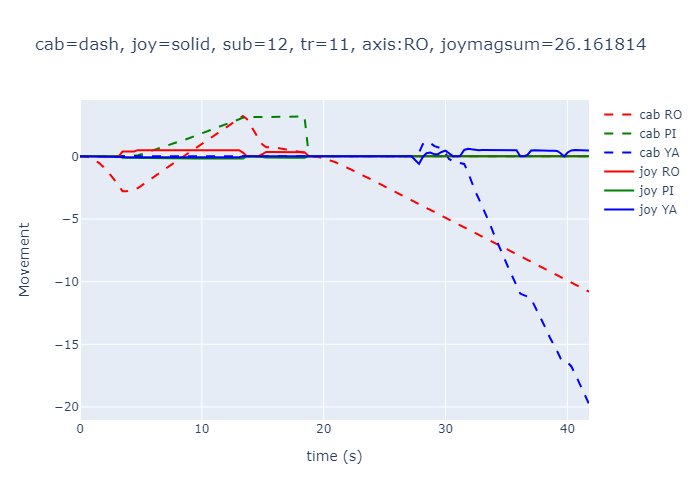 cab=dash, joy=solid, sub=12, tr=11, axis:RO, joymagsum=26.161814
cab RO
cab PI
cab YA
joy RO
joy PI
joy YA
0
−5
−10
−15
−20
Movement
0
10
20
30
40
time (s)